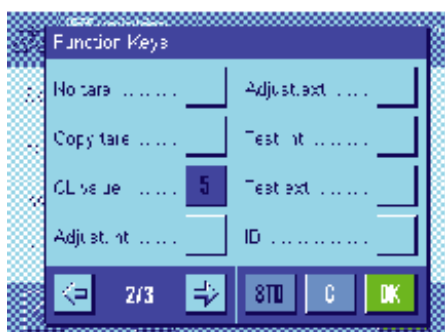 Function Keys
No tare ........
Adjust.ext .....
Copy tare ......
Test int .......
CL value ...... 5
Test ext .......
Adjust.int ......
ID .............
2/3
STD
C
OK